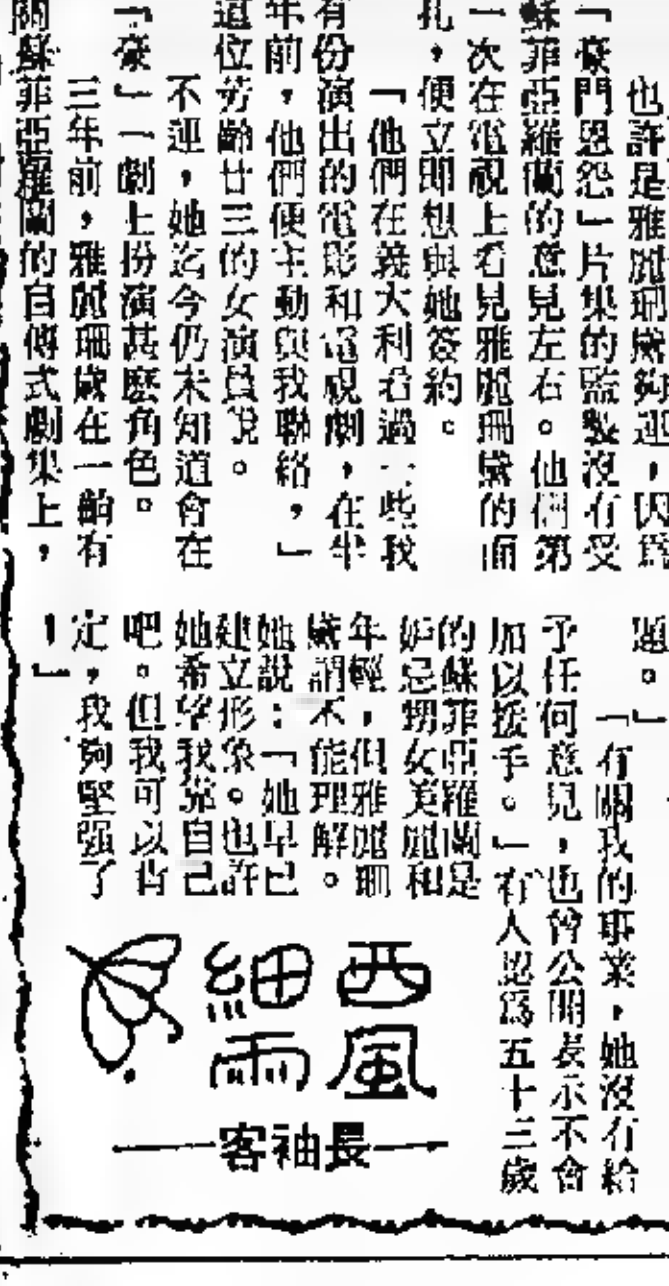 也許是雅麗珊黛夠運，因爲
「豪門恩怨」片集的監製沒有受
蘇菲亞羅蘭的意見左右。他們第
一次在電視上看見雅麗珊黛的面
孔，便立即想與她簽約。
「他們在義大利看過一些我
有份演出的電影和電視劇，在半
年前，他們便主動與我聯絡，」
這位芳齡廿三的女演員說。
不運，她迄今仍未知道會在
「豪」一劇上扮演甚麼角色。
三年前，雅麗珊黛在一齣有
關蘇菲亞羅蘭的自傳式劇集上，
題。」
「有關我的事業，她沒有給
予任何意見，也曾公開表示不會
加以援手。」有人認爲五十三歲
的蘇菲亞羅蘭是
妒忌甥女美麗和
年輕，但雅麗珊
黛謂不能理解。
她說：「她早已
建立形象。也許
她希望我靠自己
吧。但我可以肯
定，我夠堅强了
！」
西風
細雨
長袖客